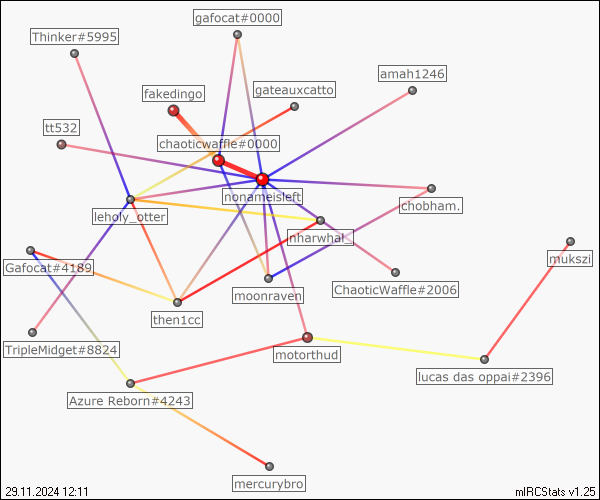 gafocat#0000
Thinker#5995
amah1246
gateauxcatto
fakedingo
tt532
chaoticwaffle#0000
nonameisleft
chobham.
leholy_otter
nharwhal_
mukszi
Gafocat#4189
moonraven
ChaoticWaffle#2006
then1cc
TripleMidget#8824
motorthud
lucas das oppai#2396
Azure Reborn#4243
mercurybro
29.11.2024 12:11
mIRCStats v1.25